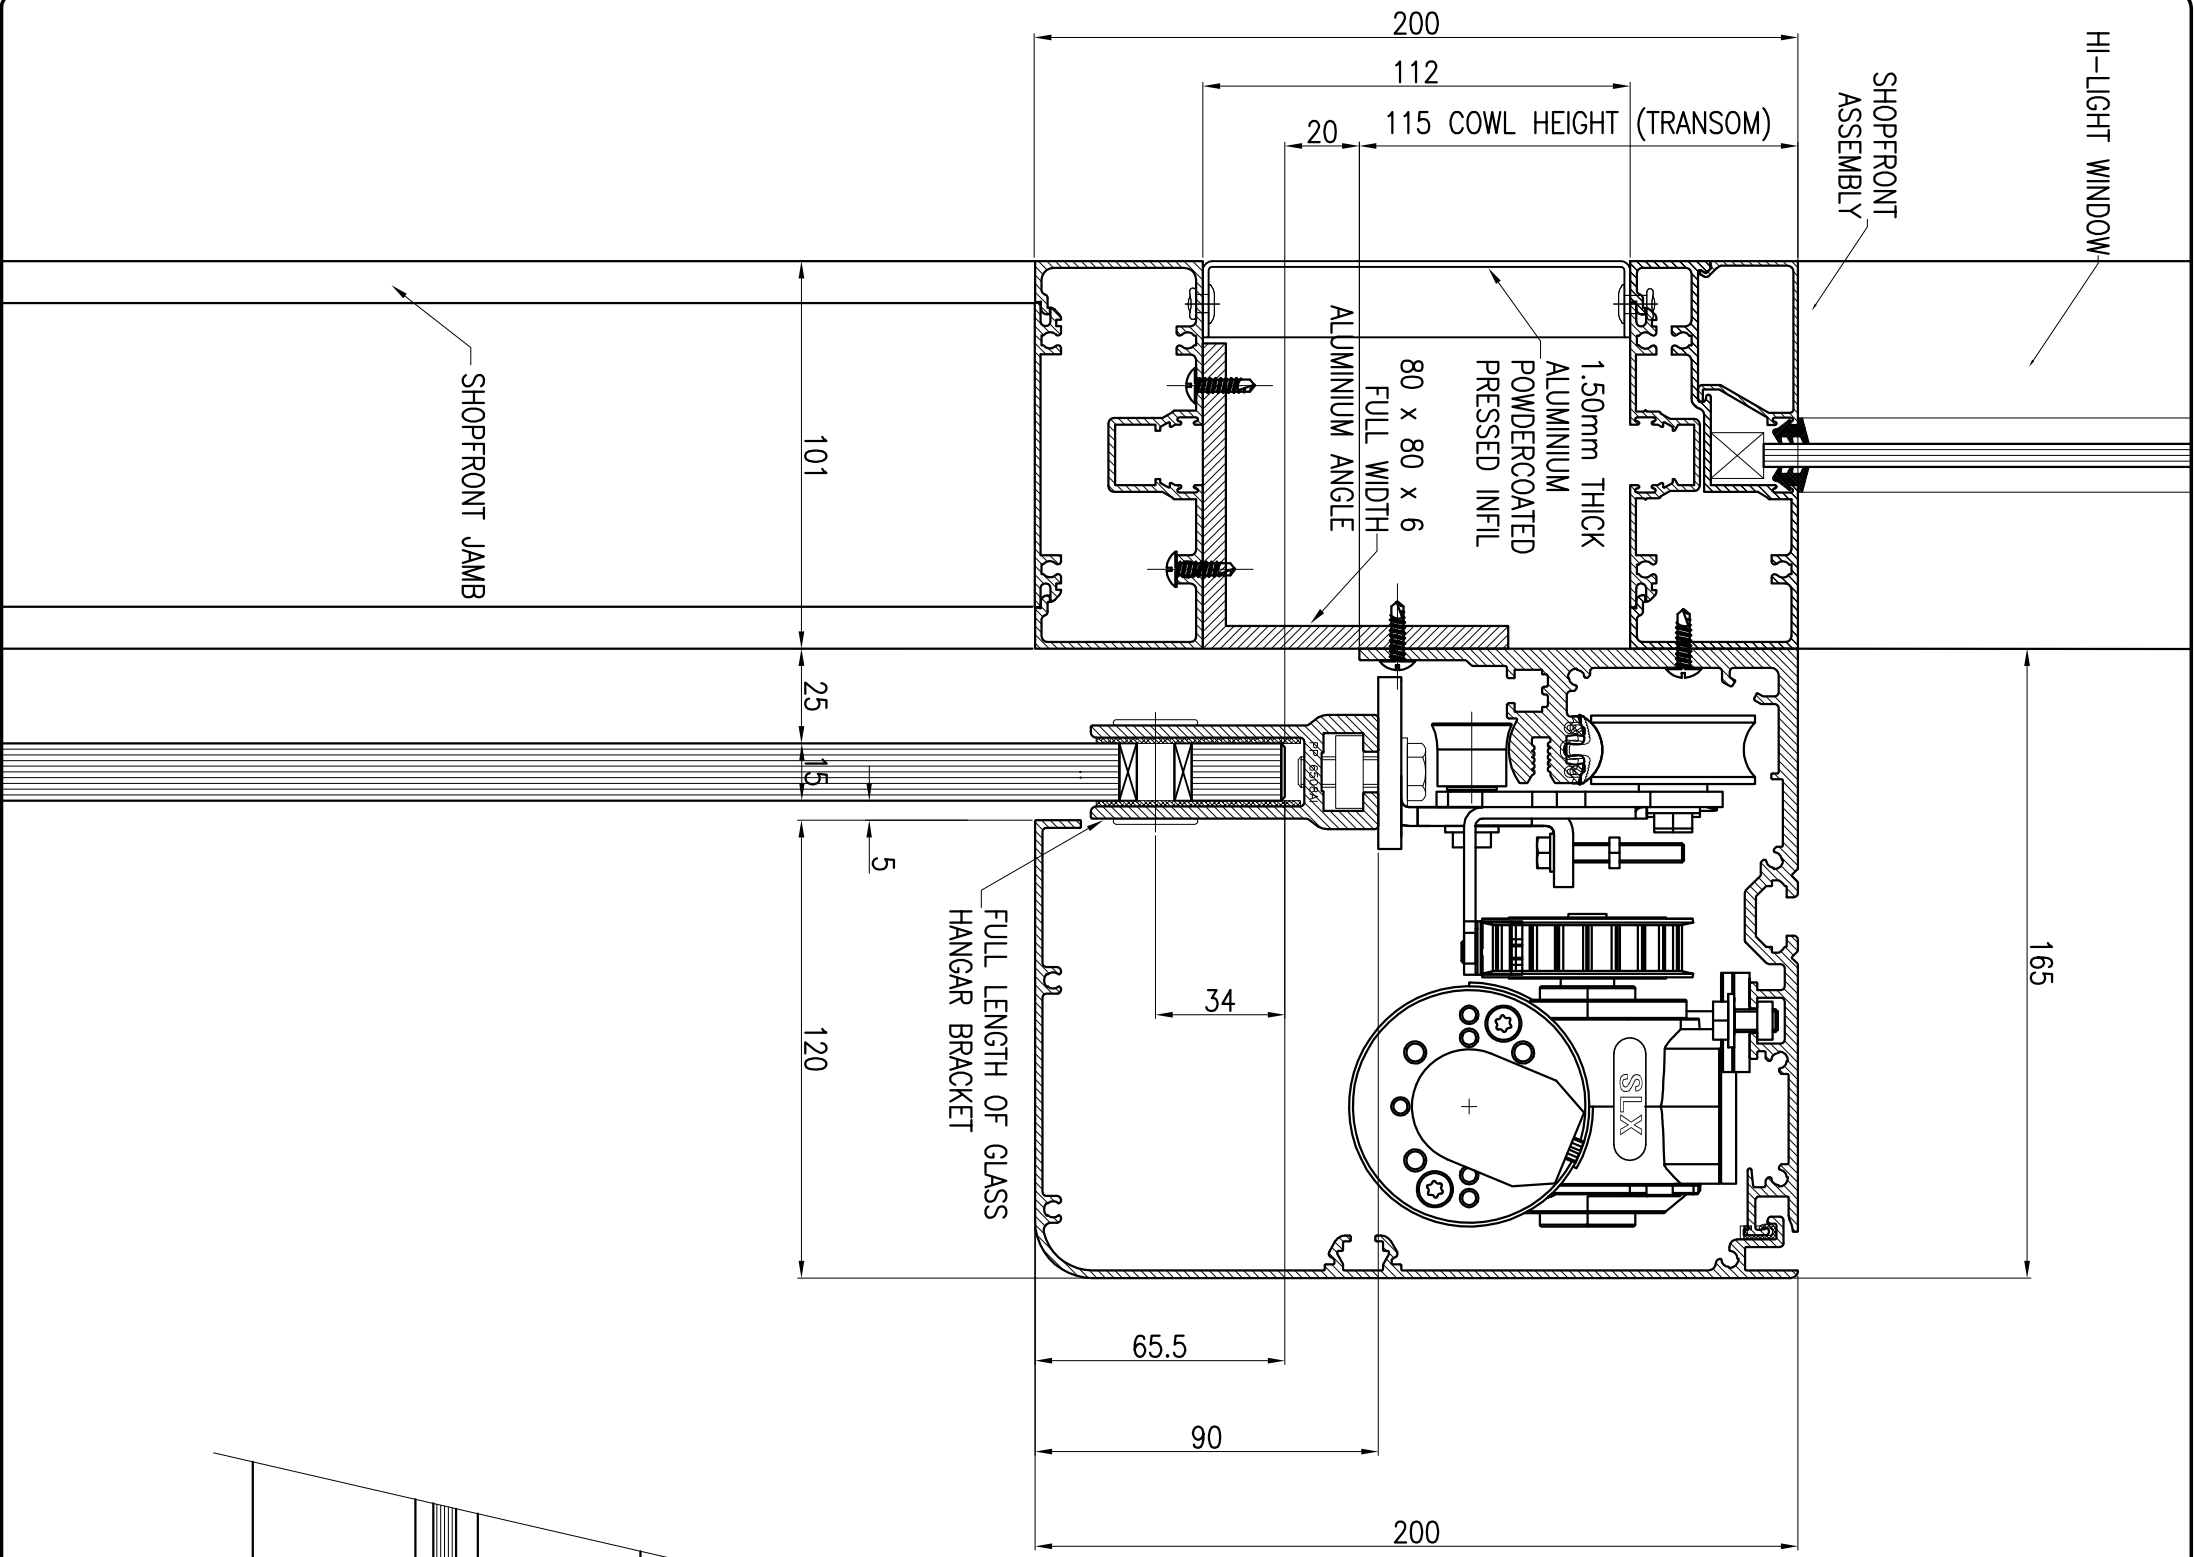 200
112
115 COWL HEIGHT (TRANSOM)
20
HI-LIGHT WINDOW
SHOPFRONT
ASSEMBLY
1.50mm THICK
ALUMINIUM
POWDERCOATED
PRESSED INFIL
80 x 80 x 6
FULL WIDTH
ALUMINIUM ANGLE
SHOPFRONT JAMB
101
25
15
5
120
165
SLX
34
FULL LENGTH OF GLASS
HANGAR BRACKET
65.5
90
200